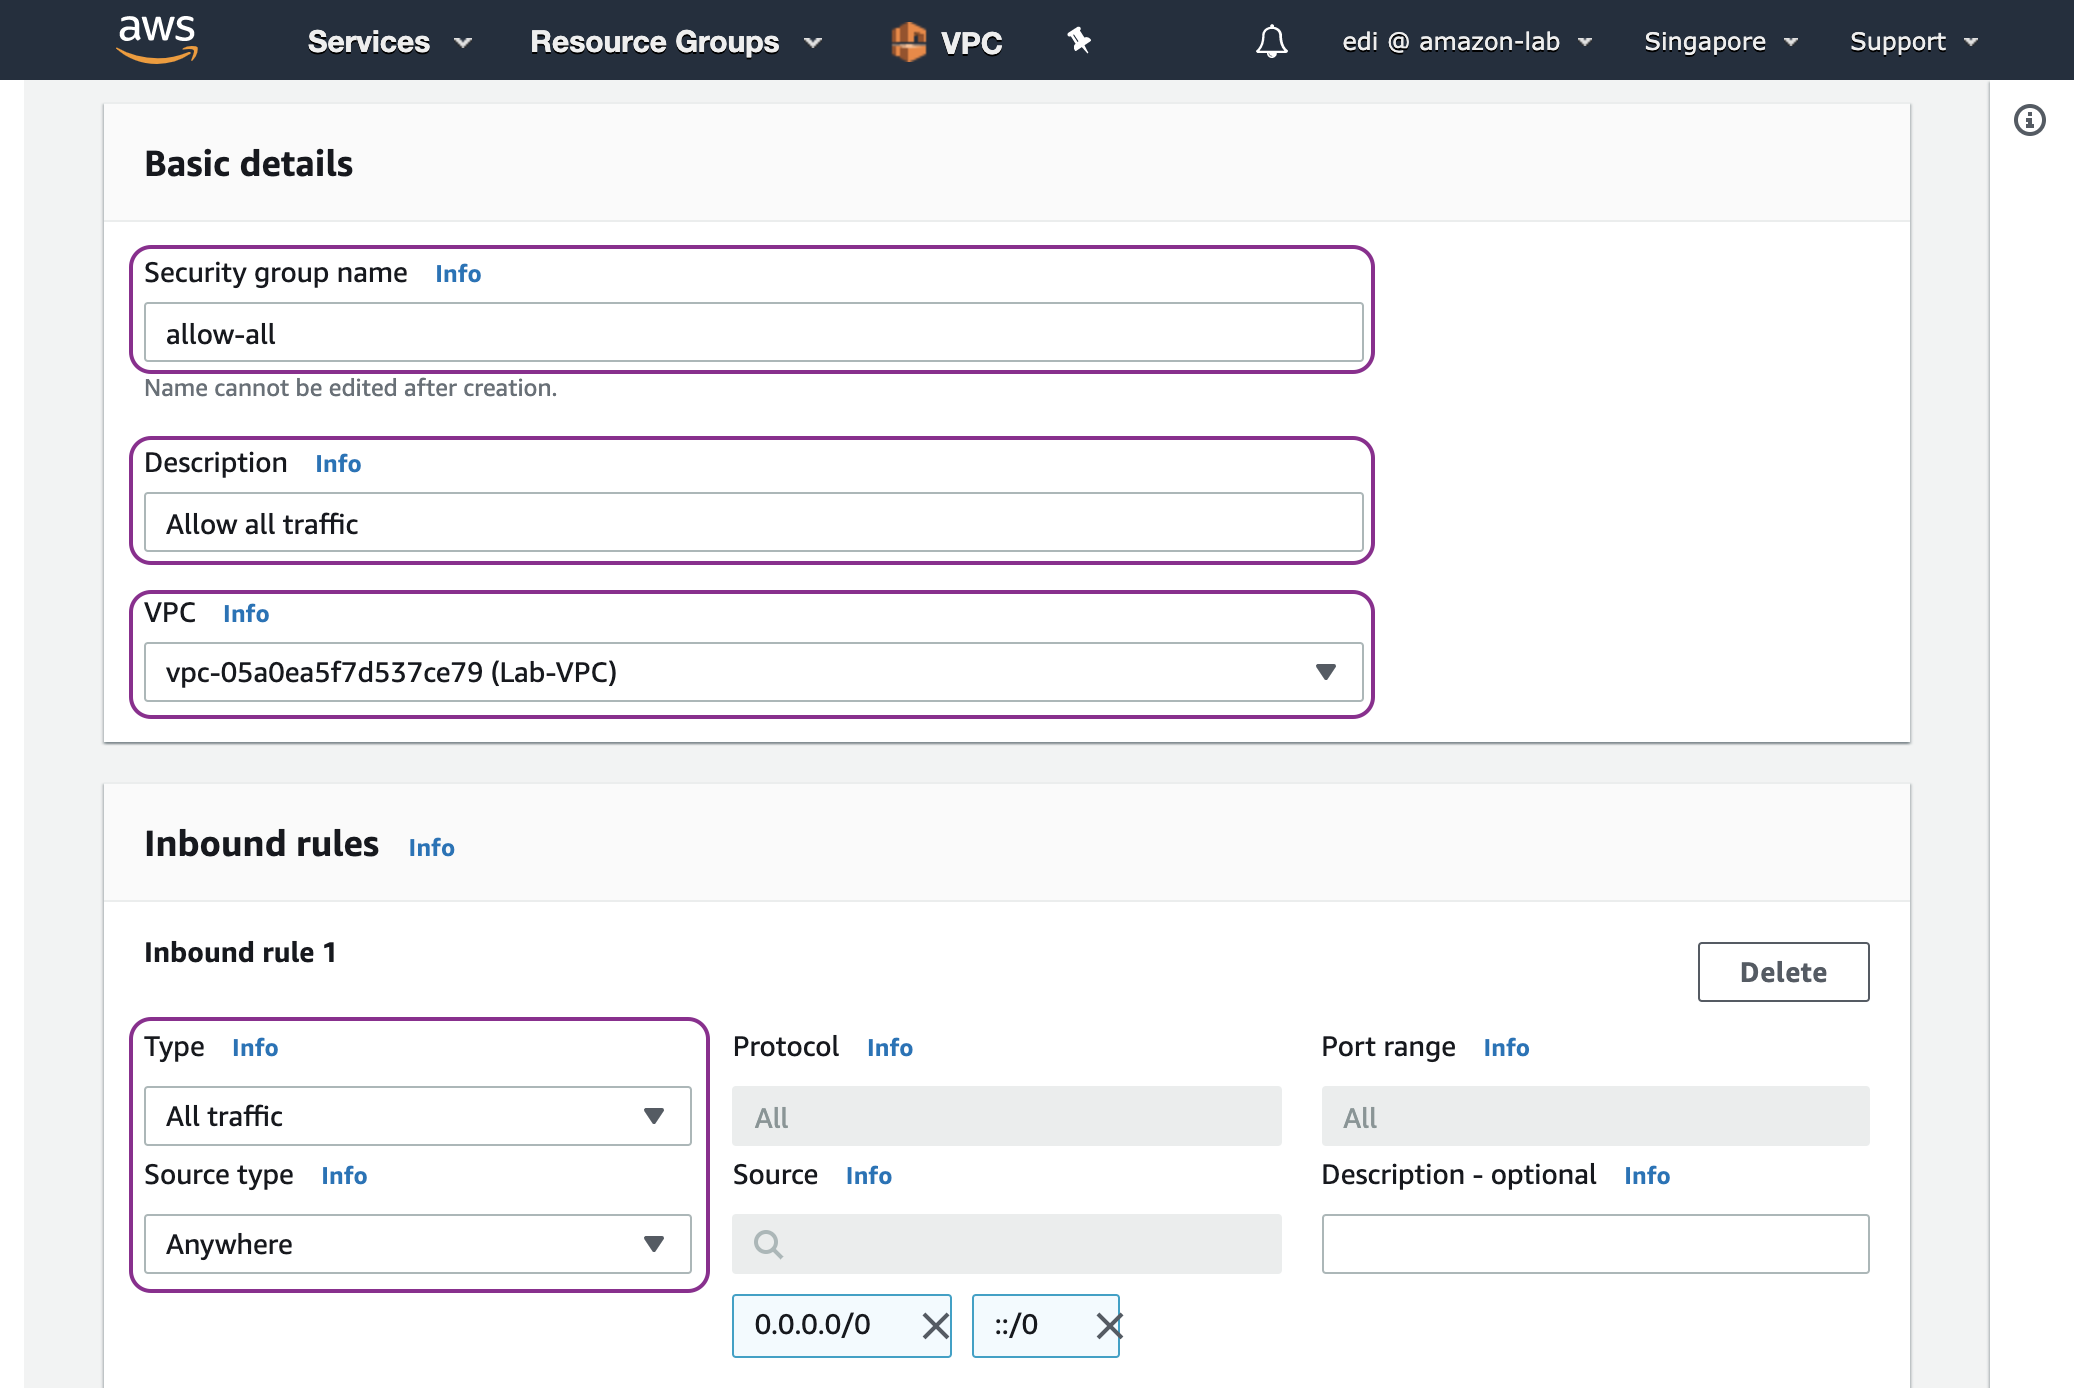 aws Services Resource Groups VPC edi @ amazon-lab Singapore Support
Basic details
Security group name Info
allow-all
Name cannot be edited after creation.
Description Info
Allow all traffic
VPC Info
vpc-05a0ea5f7d537ce79 (Lab-VPC)
Inbound rules Info
Inbound rule 1
Delete
Type Info Protocol Info Port range Info
All traffic All All
Source type Info Source Info Description - optional Info
Anywhere
0.0.0.0/0 ::/0